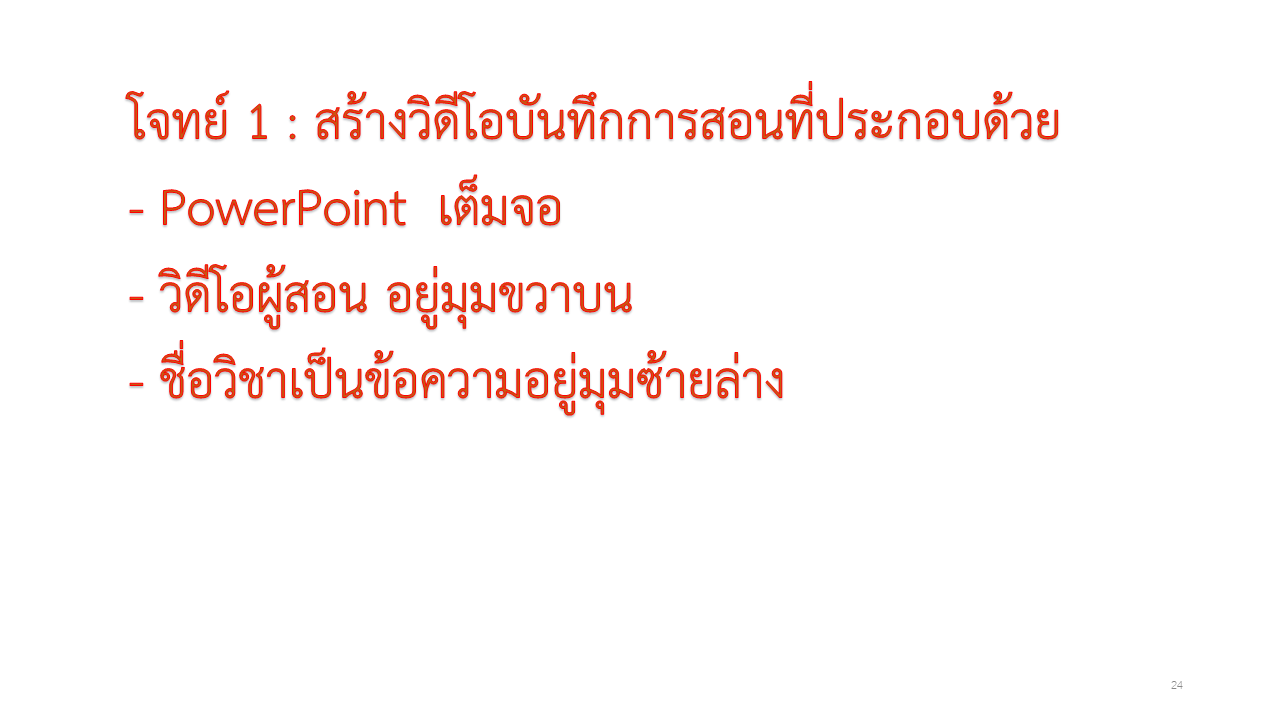 โจทย์ 1 : สร้างวิดีโอบันทึกการสอนที่ประกอบด้วย
- PowerPoint เต็มจอ
- วิดีโอผู้สอน อยู่มุมขวาบน
- ชื่อวิชาเป็นข้อความอยู่มุมซ้ายล่าง
24